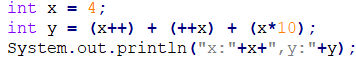 int x = 4;
int y = (x++) + (++x) + (x*10);
System.out.println("x:"+x+",y:"+y);